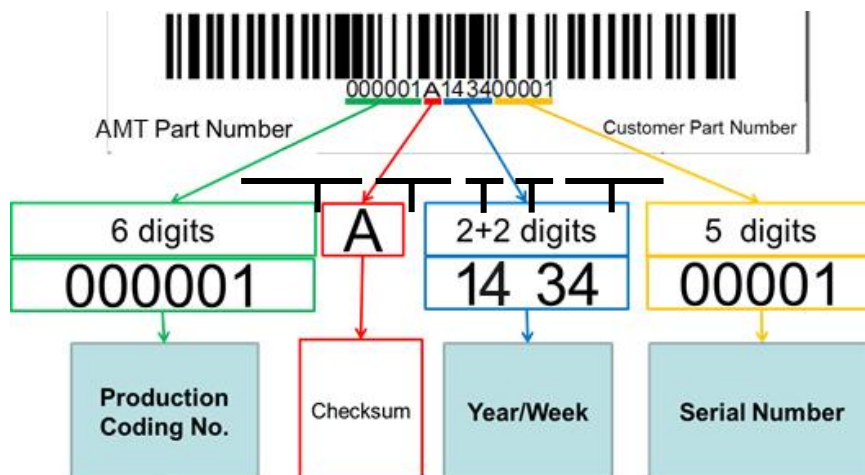 000001A143400001
AMT Part Number
Customer Part Number
6 digits
A
2+2 digits
5 digits
000001
14 34
00001
Production
Coding No.
Checksum
Year/Week
Serial Number